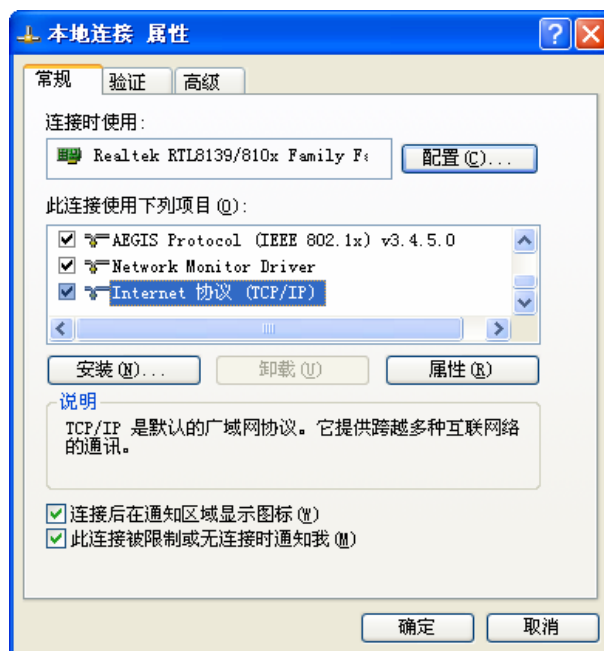 本地连接 属性
常规 验证 高级
连接时使用:
Realtek RTL8139/810x Family Fa
配置(C)...
此连接使用下列项目(O):
AEGIS Protocol (IEEE 802.1x) v3.4.5.0
Network Monitor Driver
Internet 协议 (TCP/IP)
安装(N)... 卸载(U) 属性(R)
说明
TCP/IP 是默认的广域网协议。它提供跨越多种互联网络
的通讯。
连接后在通知区域显示图标(W)
此连接被限制或无连接时通知我(M)
确定 取消